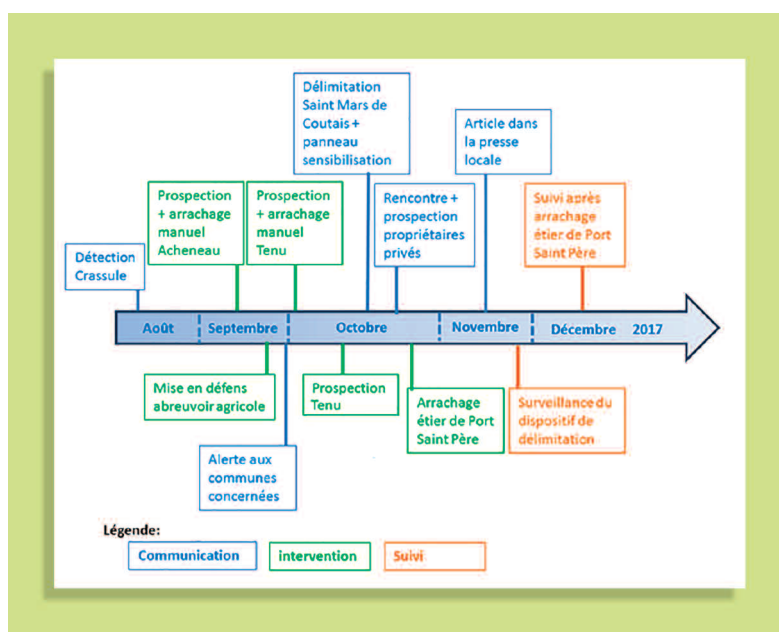 Délimitation
Saint Mars de
Coutais +
panneau
sensibilisation
Article dans
la presse
locale
Prospection
+ arrachage
manuel
Acheneau
Prospection
+ arrachage
manuel
Tenu
Rencontre +
prospection
propriétaires
privés
Suivi après
arrachage
étier de Port
Saint Père
Détection
Crassule
Août
Septembre
Octobre
Novembre
Décembre 2017
Mise en défens
abreuvoir agricole
Prospection
Tenu
Arrachage
étier de Port
Saint Père
Surveillance du
dispositif de
délimitation
Alerte aux
communes
concernées
Légende:
Communication
intervention
Suivi